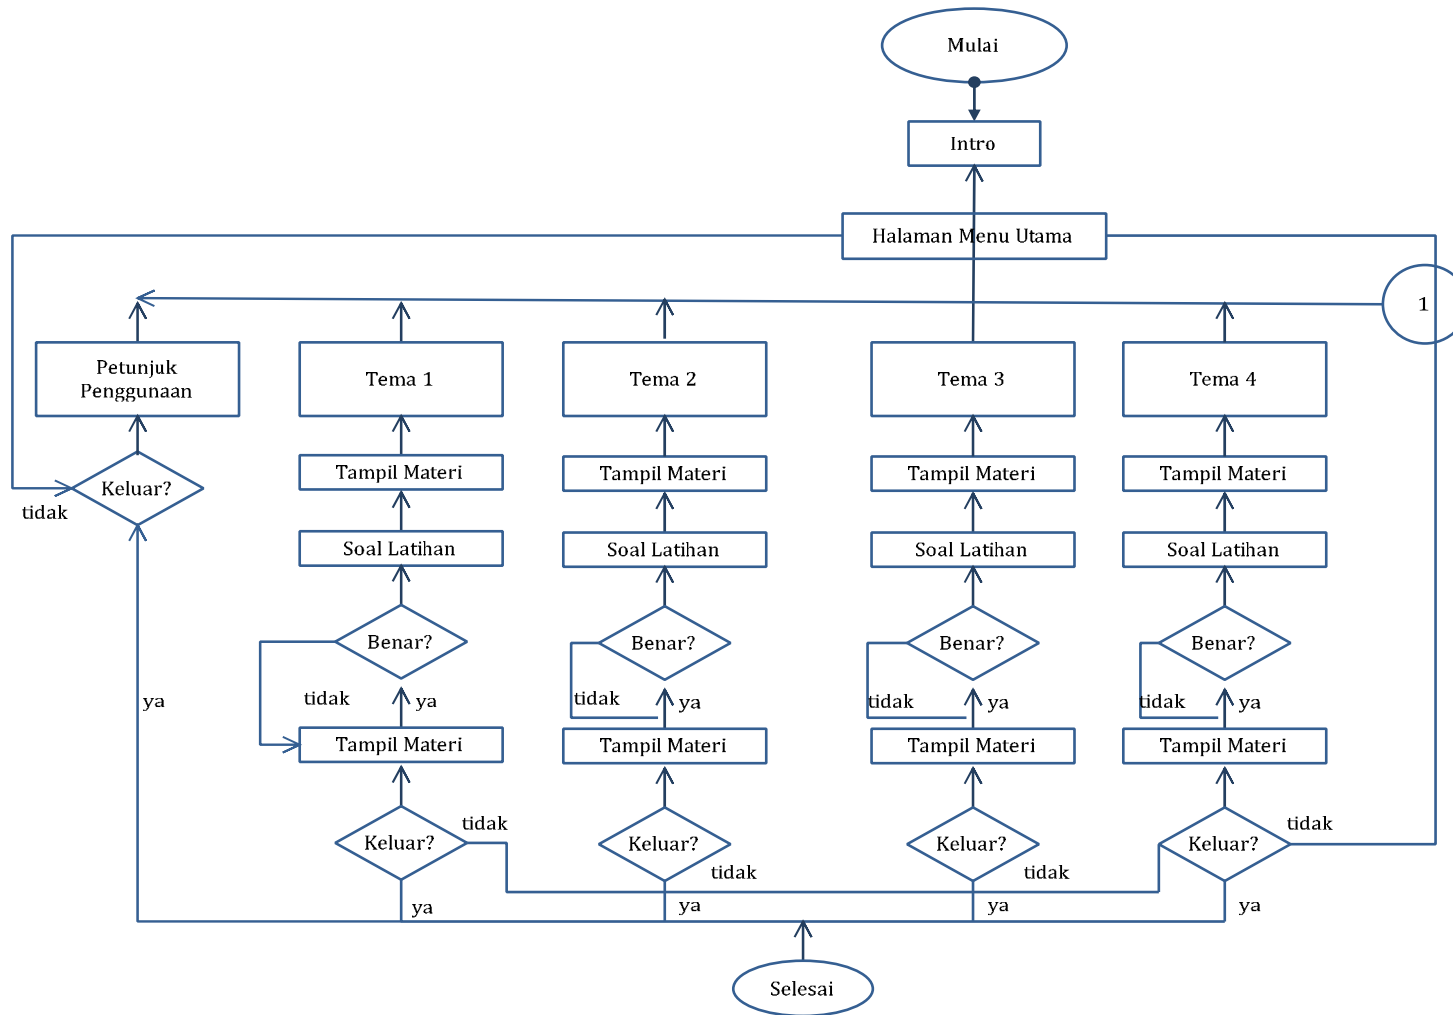 Mulai
Intro
Halaman Menu Utama
1
Petunjuk
Penggunaan
Tema 1
Tema 2
Tema 3
Tema 4
Keluar?
tidak
Tampil Materi
Tampil Materi
Tampil Materi
Tampil Materi
Soal Latihan
Soal Latihan
Soal Latihan
Soal Latihan
Benar?
Benar?
Benar?
Benar?
ya
tidak
ya
tidak
ya
tidak
ya
tidak
ya
Tampil Materi
Tampil Materi
Tampil Materi
Tampil Materi
Keluar?
tidak
Keluar?
tidak
Keluar?
tidak
Keluar?
tidak
ya
ya
ya
ya
Selesai